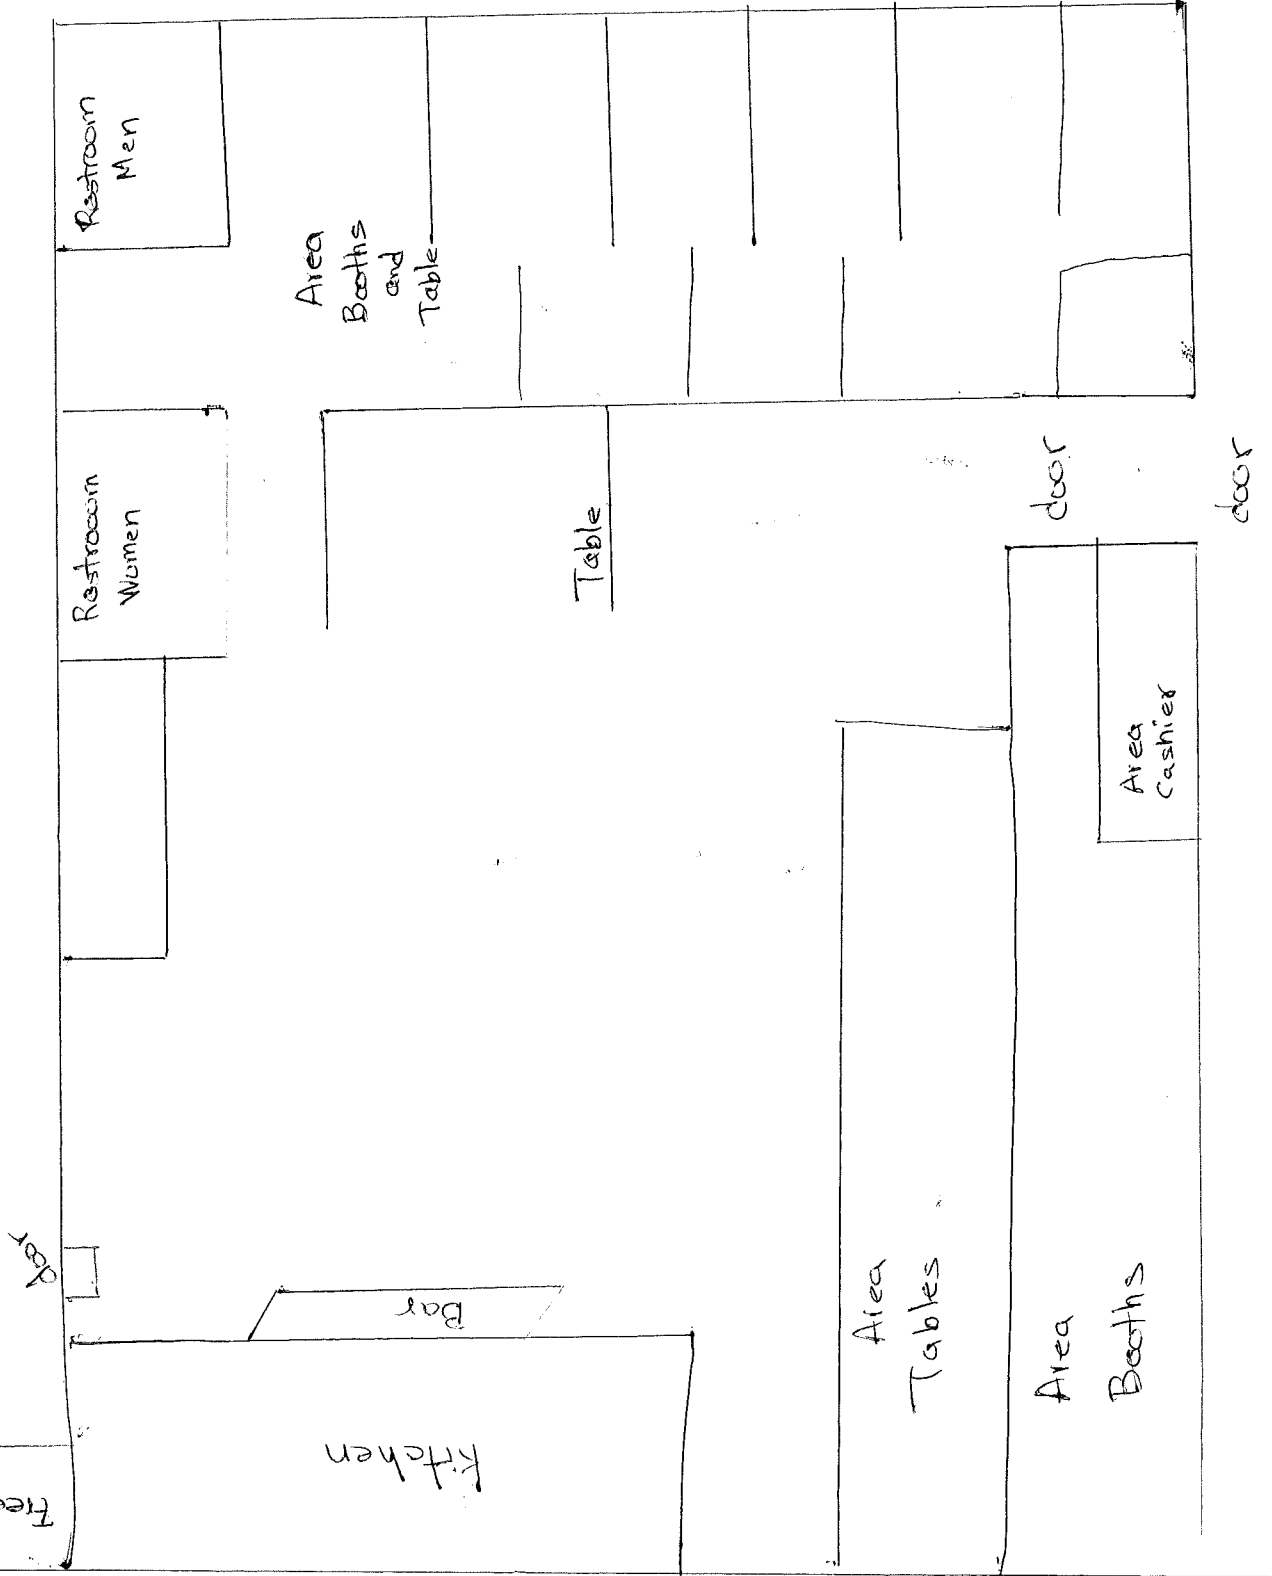 Restroom
Men
Area
Booths
and
Table
Restrooom
Women
Table
door
door
Area
Cashier
door
Bar
Kitchen
Area
Tables
Area
Booths